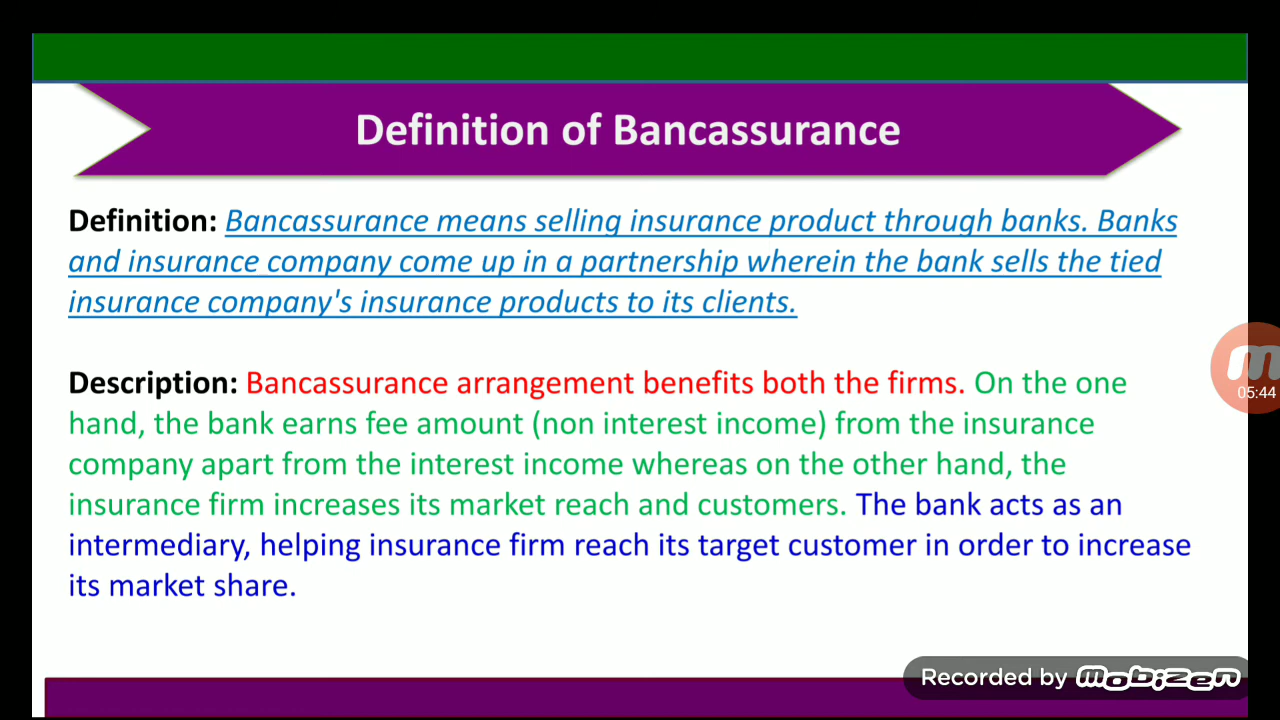 Definition of Bancassurance
Definition: Bancassurance means selling insurance product through banks. Banks
and insurance company come up in a partnership wherein the bank sells the tied
insurance company's insurance products to its clients.
Description: Bancassurance arrangement benefits both the firms. On the one
hand, the bank earns fee amount (non interest income) from the insurance
company apart from the interest income whereas on the other hand, the
insurance firm increases its market reach and customers. The bank acts as an
intermediary, helping insurance firm reach its target customer in order to increase
its market share.
m
05:44
Recorded by mobizen